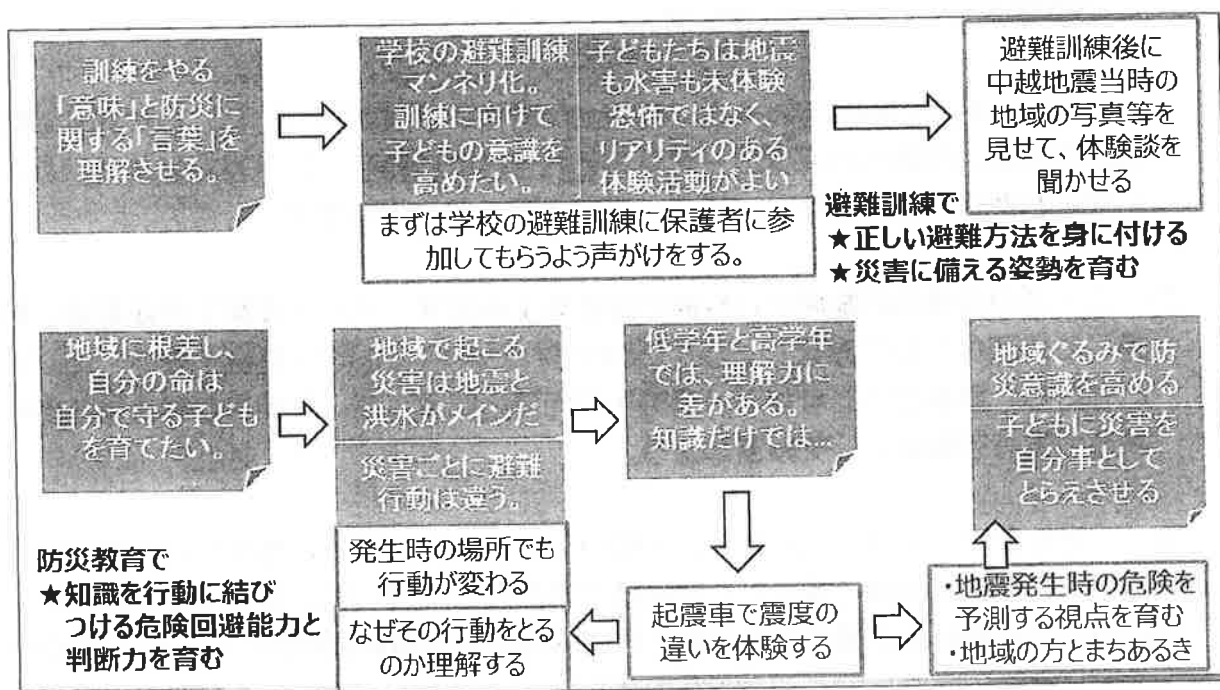 訓練をやる
「意味」と防災に
関する「言葉」を
理解させる。
学校の避難訓練
マンネリ化。
訓練に向けて
子どもの意識を
高めたい。
子どもたちは地震
も水害も未体験
恐怖ではなく、
リアリティのある
体験活動がよい
まずは学校の避難訓練に保護者に参
加してもらうよう声がけをする。
避難訓練後に
中越地震当時の
地域の写真等を
見せて、体験談を
聞かせる
避難訓練で
★正しい避難方法を身に付ける
★災害に備える姿勢を育む
地域に根差し、
自分の命は
自分で守る子ども
を育てたい。
地域で起こる
災害は地震と
洪水がメインだ
災害ごとに避難
行動は違う。
発生時の場所でも
行動が変わる
なぜその行動をとる
のか理解する
低学年と高学年
では、理解力に
差がある。
知識だけでは…
起震車で震度の
違いを体験する
地域ぐるみで防
災意識を高める
子どもに災害を
自分事として
とらえさせる
・地震発生時の危険を
予測する視点を育む
・地域の方とまちあるき
防災教育で
★知識を行動に結び
つける危険回避能力と
判断力を育む